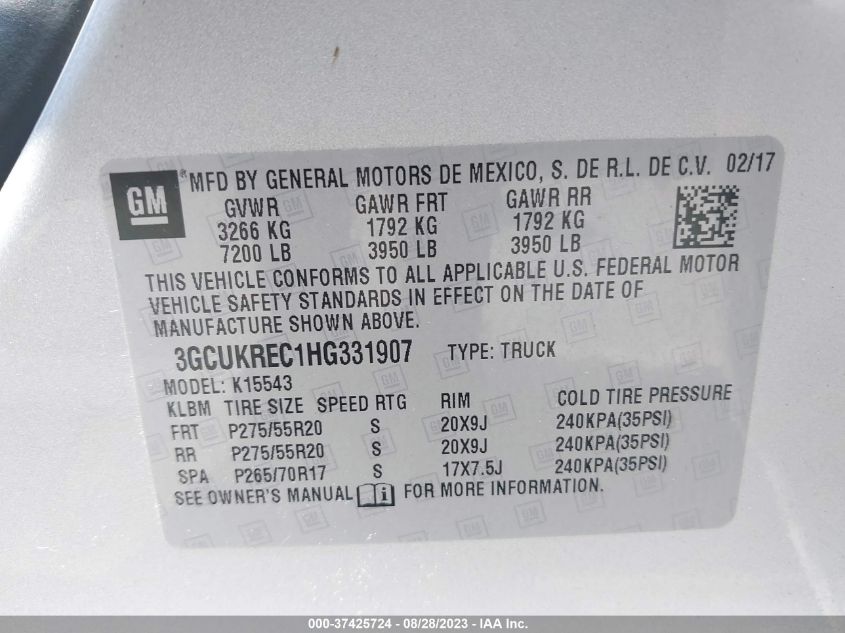 GM ® MFD BY GENERAL MOTORS DE MEXICO, S. DE R.L. DE C.V. 02/17
GVWR GAWR FRT GAWR RR
3266 KG 1792 KG 1792 KG
7200 LB 3950 LB 3950 LB
THIS VEHICLE CONFORMS TO ALL APPLICABLE U.S. FEDERAL MOTOR
VEHICLE SAFETY STANDARDS IN EFFECT ON THE DATE OF
MANUFACTURE SHOWN ABOVE.
3GCUKREC1HG331907 TYPE: TRUCK
MODEL: K15543
KLBM TIRE SIZE SPEED RTG RIM COLD TIRE PRESSURE
FRT P275/55R20 S 20X9J 240KPA(35PSI)
RR P275/55R20 S 20X9J 240KPA(35PSI)
SPA P265/70R17 S 17X7.5J 240KPA(35PSI)
SEE OWNER'S MANUAL i FOR MORE INFORMATION.
000-37425724 | 08/28/2023 - IAA Inc.